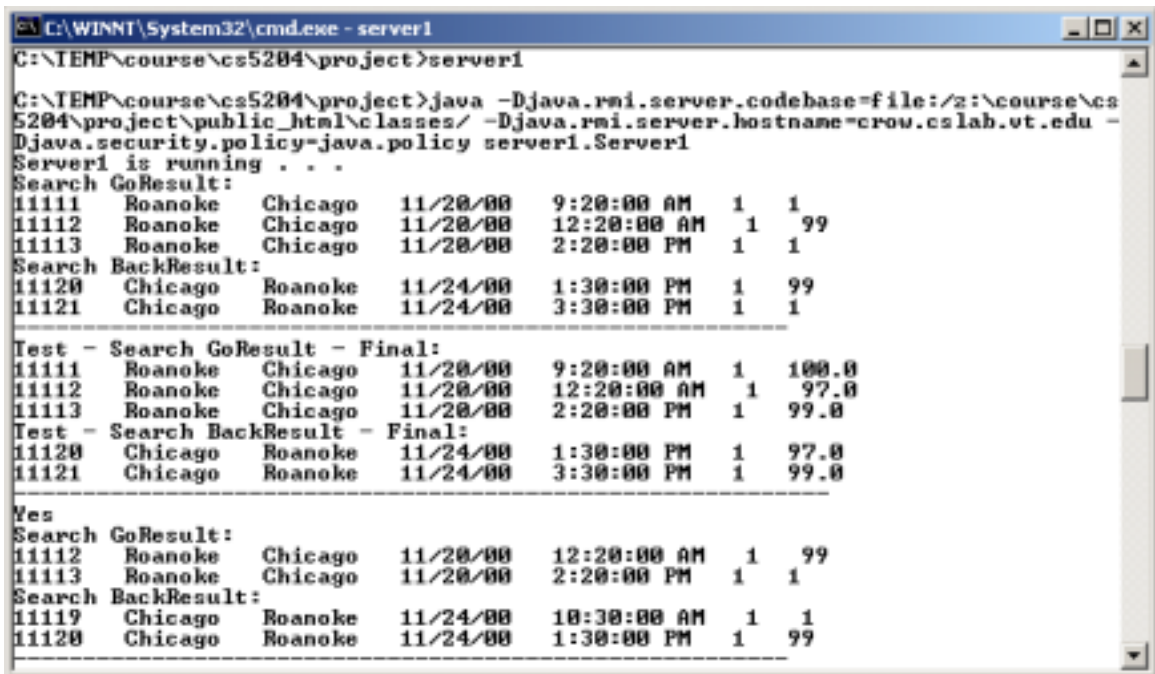 C:\WINNT\System32\cmd.exe - server1
C:\TEMP\course\cs5204\project>server1
C:\TEMP\course\cs5204\project>java -Djava.rmi.server.codebase=file:/z:\course\cs
5204\project\public_html\classes/ -Djava.rmi.server.hostname=crow.cslab.vt.edu -
Djava.security.policy=java.policy server1.Server1
Server1 is running . . .
Search GoResult:
11111 Roanoke Chicago 11/20/00 9:20:00 AM 1 1
11112 Roanoke Chicago 11/20/00 12:20:00 AM 1 99
11113 Roanoke Chicago 11/20/00 2:20:00 PM 1 1
Search BackResult:
11120 Chicago Roanoke 11/24/00 1:30:00 PM 1 99
11121 Chicago Roanoke 11/24/00 3:30:00 PM 1 1
--------------------------------------------------------
Test - Search GoResult - Final:
11111 Roanoke Chicago 11/20/00 9:20:00 AM 1 100.0
11112 Roanoke Chicago 11/20/00 12:20:00 AM 1 97.0
11113 Roanoke Chicago 11/20/00 2:20:00 PM 1 99.0
Test - Search BackResult - Final:
11120 Chicago Roanoke 11/24/00 1:30:00 PM 1 97.0
11121 Chicago Roanoke 11/24/00 3:30:00 PM 1 99.0
-----------------------------------------------------------
Yes
Search GoResult:
11112 Roanoke Chicago 11/20/00 12:20:00 AM 1 99
11113 Roanoke Chicago 11/20/00 2:20:00 PM 1 1
Search BackResult:
11119 Chicago Roanoke 11/24/00 10:30:00 AM 1 1
11120 Chicago Roanoke 11/24/00 1:30:00 PM 1 99
--------------------------------------------------------